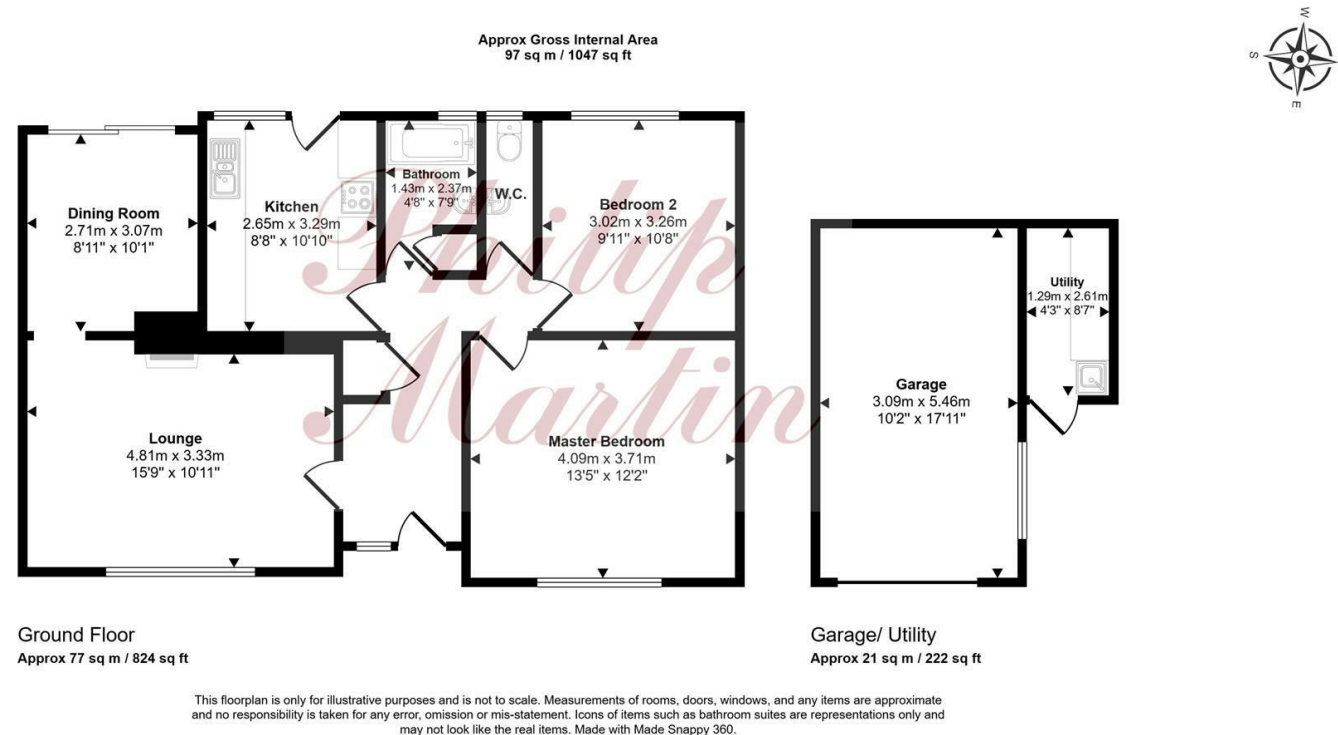 Approx Gross Internal Area
97 sq m / 1047 sq ft
W
S
E
Dining Room
2.71m x 3.07m
8'11" x 10'1"
Kitchen
2.65m x 3.29m
8'8" x 10'10"
Bathroom
1.43m x 2.37m
4'8" x 7'9"
W.C.
Bedroom 2
3.02m x 3.26m
9'11" x 10'8"
Philip
Martin
Lounge
4.81m x 3.33m
15'9" x 10'11"
Master Bedroom
4.09m x 3.71m
13'5" x 12'2"
Garage
3.09m x 5.46m
10'2" x 17'11"
Utility
1.29m x 2.61m
4'3" x 8'7"
Ground Floor
Approx 77 sq m / 824 sq ft
Garage/ Utility
Approx 21 sq m / 222 sq ft
This floorplan is only for illustrative purposes and is not to scale. Measurements of rooms, doors, windows, and any items are approximate
and no responsibility is taken for any error, omission or mis-statement. Icons of items such as bathroom suites are representations only and
may not look like the real items. Made with Made Snappy 360.